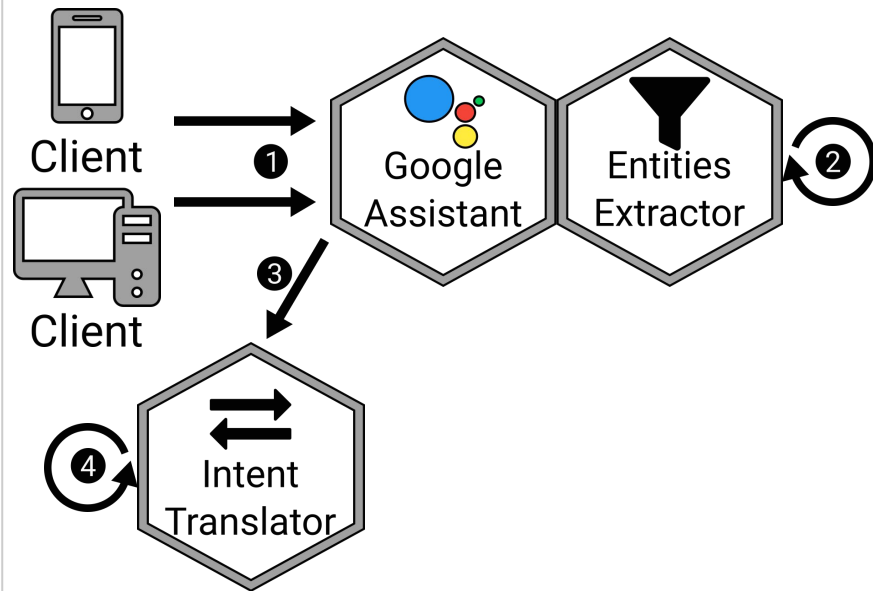 Client
1
Google
Assistant
Entities
Extractor
2
Client
3
4
Intent
Translator